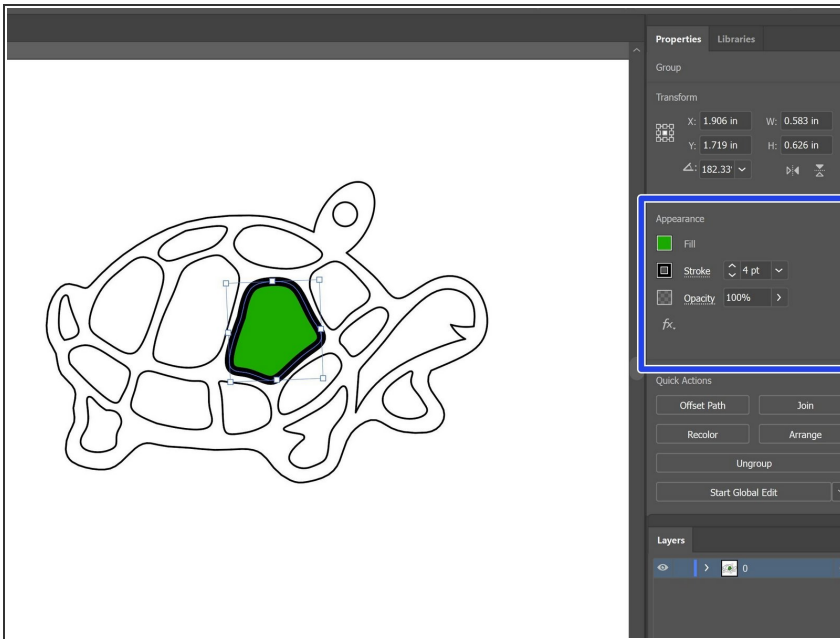 Properties Libraries
Group
Transform
X: 1.906 in W: 0.583 in
Y: 1.719 in H: 0.626 in
182.33°
Appearance
Fill
Stroke 4 pt
Opacity 100%
fx.
Quick Actions
Offset Path Join
Recolor Arrange
Ungroup
Start Global Edit
Layers
0